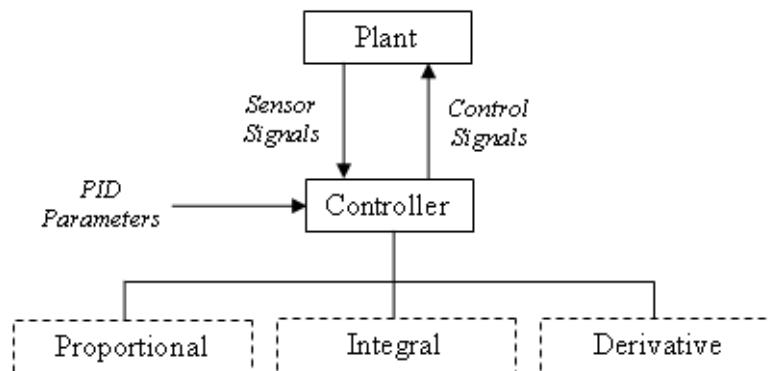 Plant
Sensor
Signals
Control
Signals
PID
Parameters
Controller
Proportional
Integral
Derivative